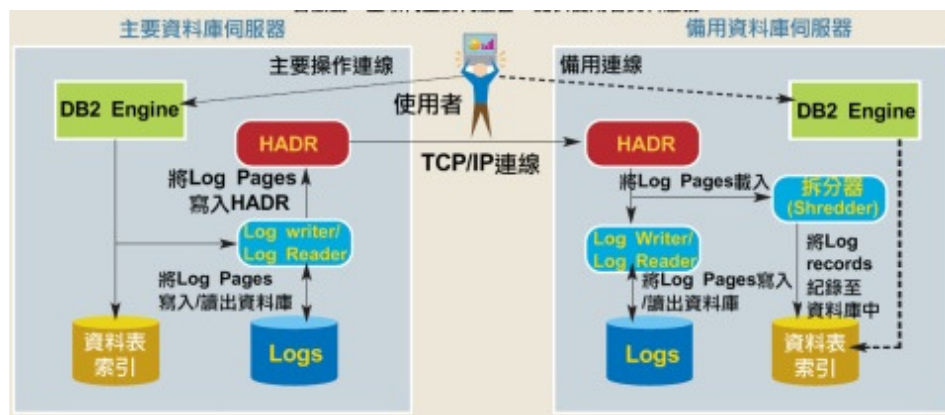 主要資料庫伺服器
備用資料庫伺服器
主要操作連線
備用連線
DB2 Engine
使用者
DB2 Engine
HADR
TCP/IP連線
HADR
將Log Pages
寫入HADR
將Log Pages載入
拆分器
(Shredder)
Log writer/
Log Reader
Log Writer/
Log Reader
將Log
records
紀錄至
資料庫中
將Log Pages
寫入/讀出資料庫
將Log Pages寫入
/讀出資料庫
資料表
索引
Logs
Logs
資料表
索引